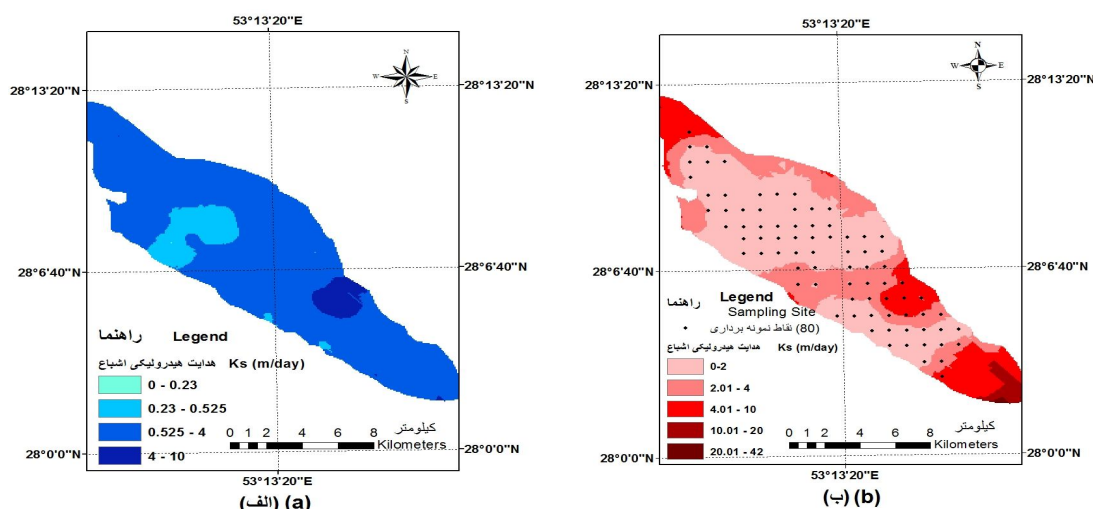 53°13'20"E
N
W E
S
28°13'20"N
28°13'20"N
28°6'40"N
28°6'40"N
راهنما Legend
هدایت هیدرولیکی اشباع Ks (m/day)
0 - 0.23
0.23 - 0.525
0.525 - 4
4 - 10
کیلومتر
0 1 2 4 6 8
Kilometers
28°0'0"N
28°0'0"N
53°13'20"E
(الف) (a)
53°13'20"E
N
W E
S
28°13'20"N
28°13'20"N
28°6'40"N
28°6'40"N
راهنما Legend
Sampling Site
نقاط نمونه برداری (80)
هدایت هیدرولیکی اشباع Ks (m/day)
0-2
2.01 - 4
4.01 - 10
10.01 - 20
20.01 - 42
کیلومتر
0 1 2 4 6 8
Kilometers
28°0'0"N
28°0'0"N
53°13'20"E
(ب) (b)